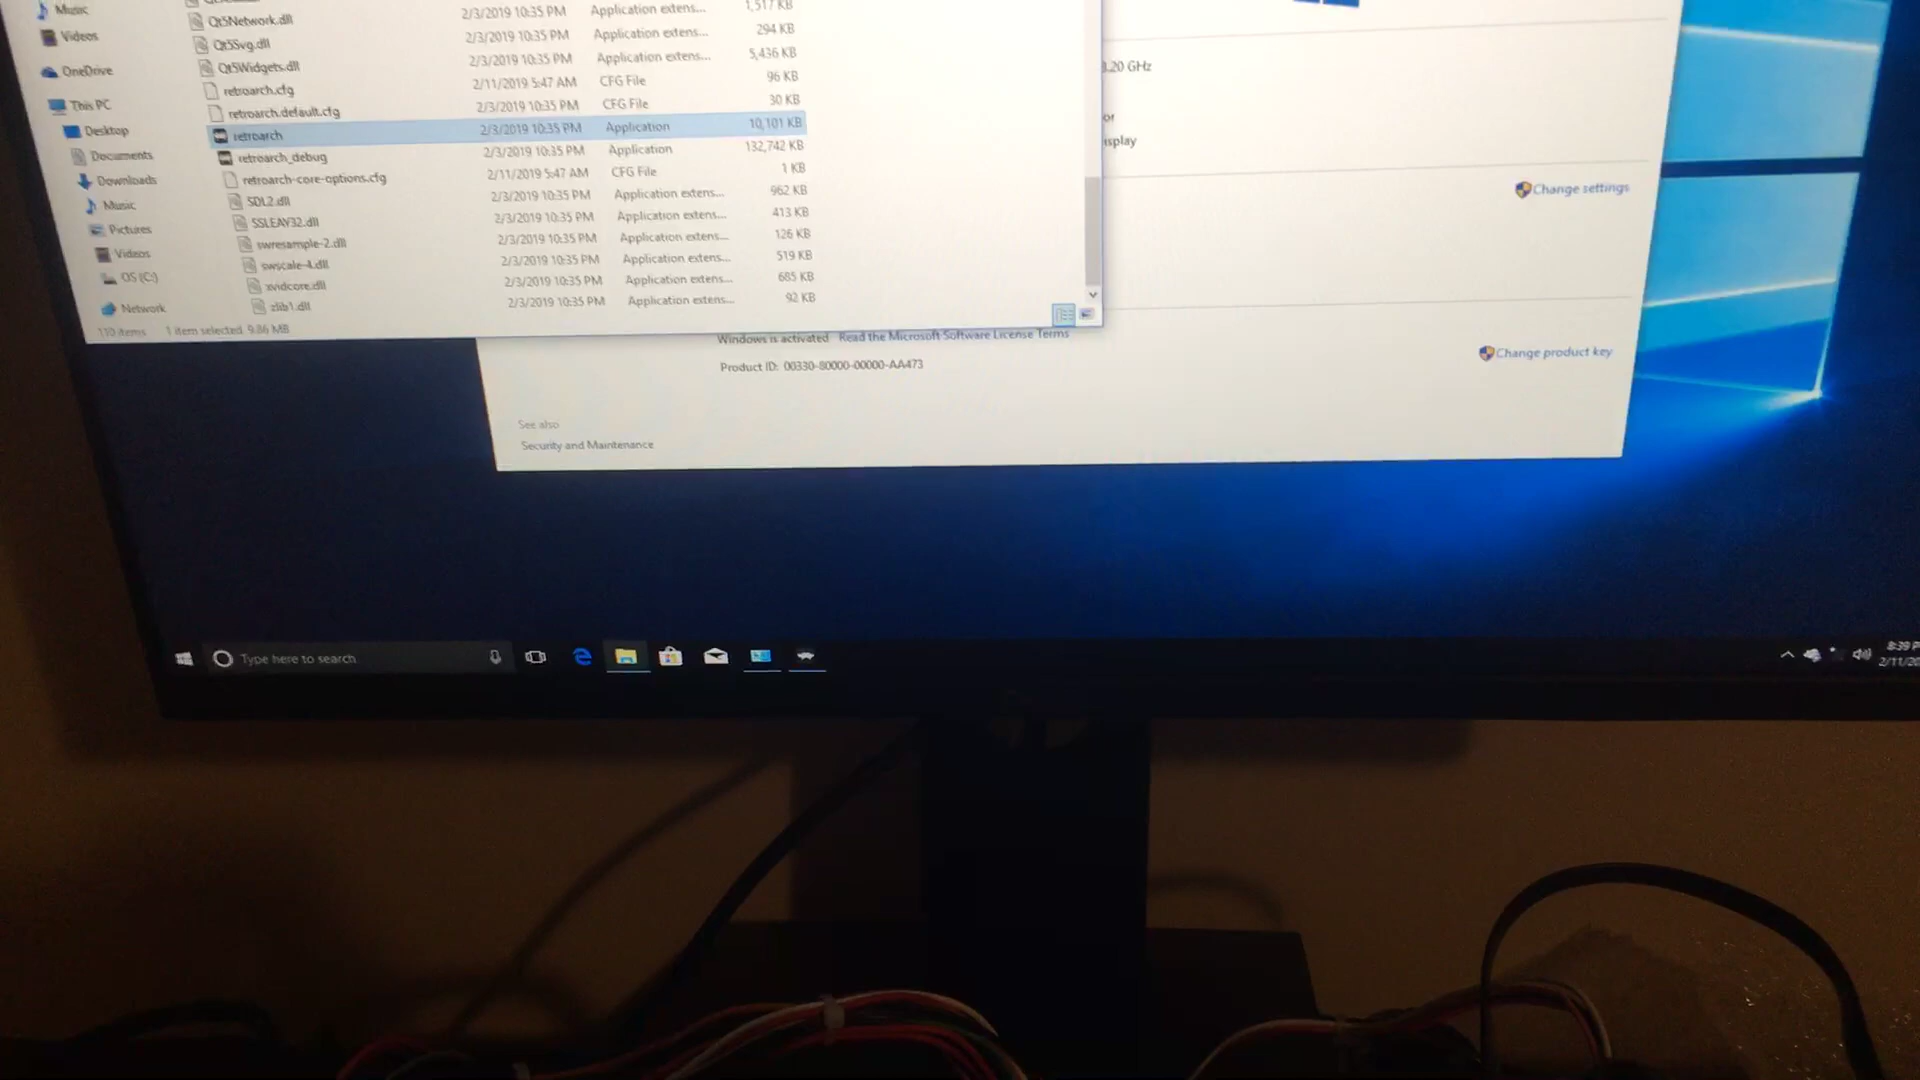 Music
Videos
OneDrive
This PC
Desktop
Documents
Downloads
Music
Pictures
Videos
OS (C:)
Network
2/3/2019 10:35 PM Application extens... 1,517 KB
Qt5Network.dll 2/3/2019 10:35 PM Application extens... 294 KB
Qt5Svg.dll 2/3/2019 10:35 PM Application extens... 5,436 KB
Qt5Widgets.dll 2/11/2019 5:47 AM CFG File 96 KB
retroarch.cfg 2/3/2019 10:35 PM CFG File 30 KB
retroarch.default.cfg
retroarch 2/3/2019 10:35 PM Application 10,101 KB
retroarch_debug 2/3/2019 10:35 PM Application 132,742 KB
retroarch-core-options.cfg 2/11/2019 5:47 AM CFG File 1 KB
SDL2.dll 2/3/2019 10:35 PM Application extens... 962 KB
SSLEAY32.dll 2/3/2019 10:35 PM Application extens... 413 KB
swresample-2.dll 2/3/2019 10:35 PM Application extens... 126 KB
swscale-4.dll 2/3/2019 10:35 PM Application extens... 519 KB
xvidcore.dll 2/3/2019 10:35 PM Application extens... 685 KB
zlib1.dll 2/3/2019 10:35 PM Application extens... 92 KB
110 items 1 item selected 9.86 MB
3.20 GHz
or
isplay
Change settings
Windows is activated Read the Microsoft Software License Terms
Product ID: 00330-80000-00000-AA473
Change product key
See also
Security and Maintenance
Type here to search
8:39 P
2/11/20